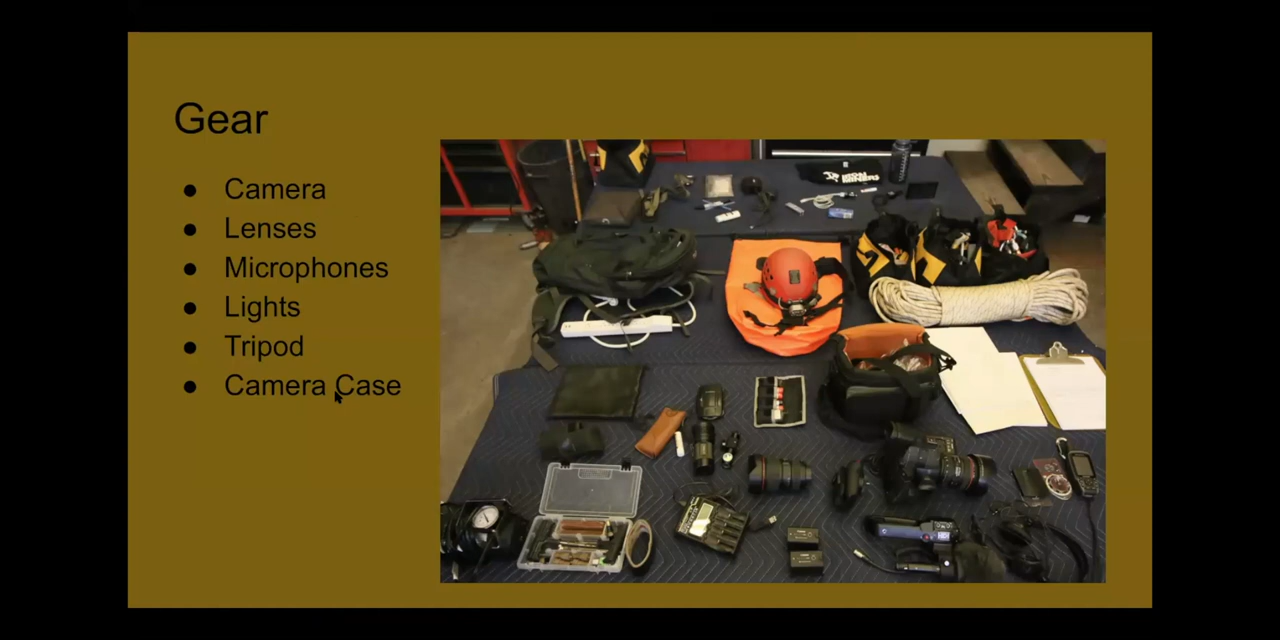 Gear
● Camera
● Lenses
● Microphones
● Lights
● Tripod
● Camera Case